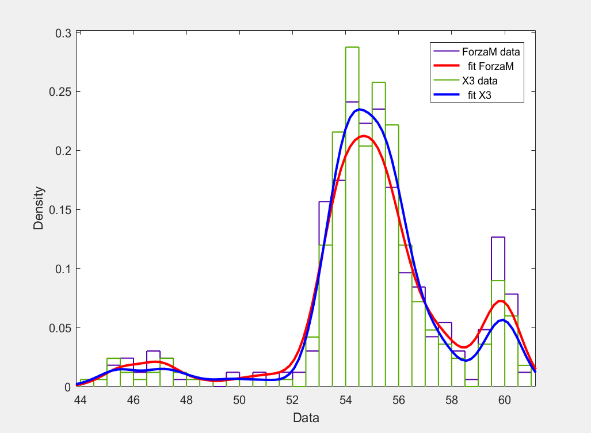 0.3
0.25
0.2
0.15
0.1
0.05
0
Density
44 46 48 50 52 54 56 58 60
Data
ForzaM data
fit ForzaM
X3 data
fit X3